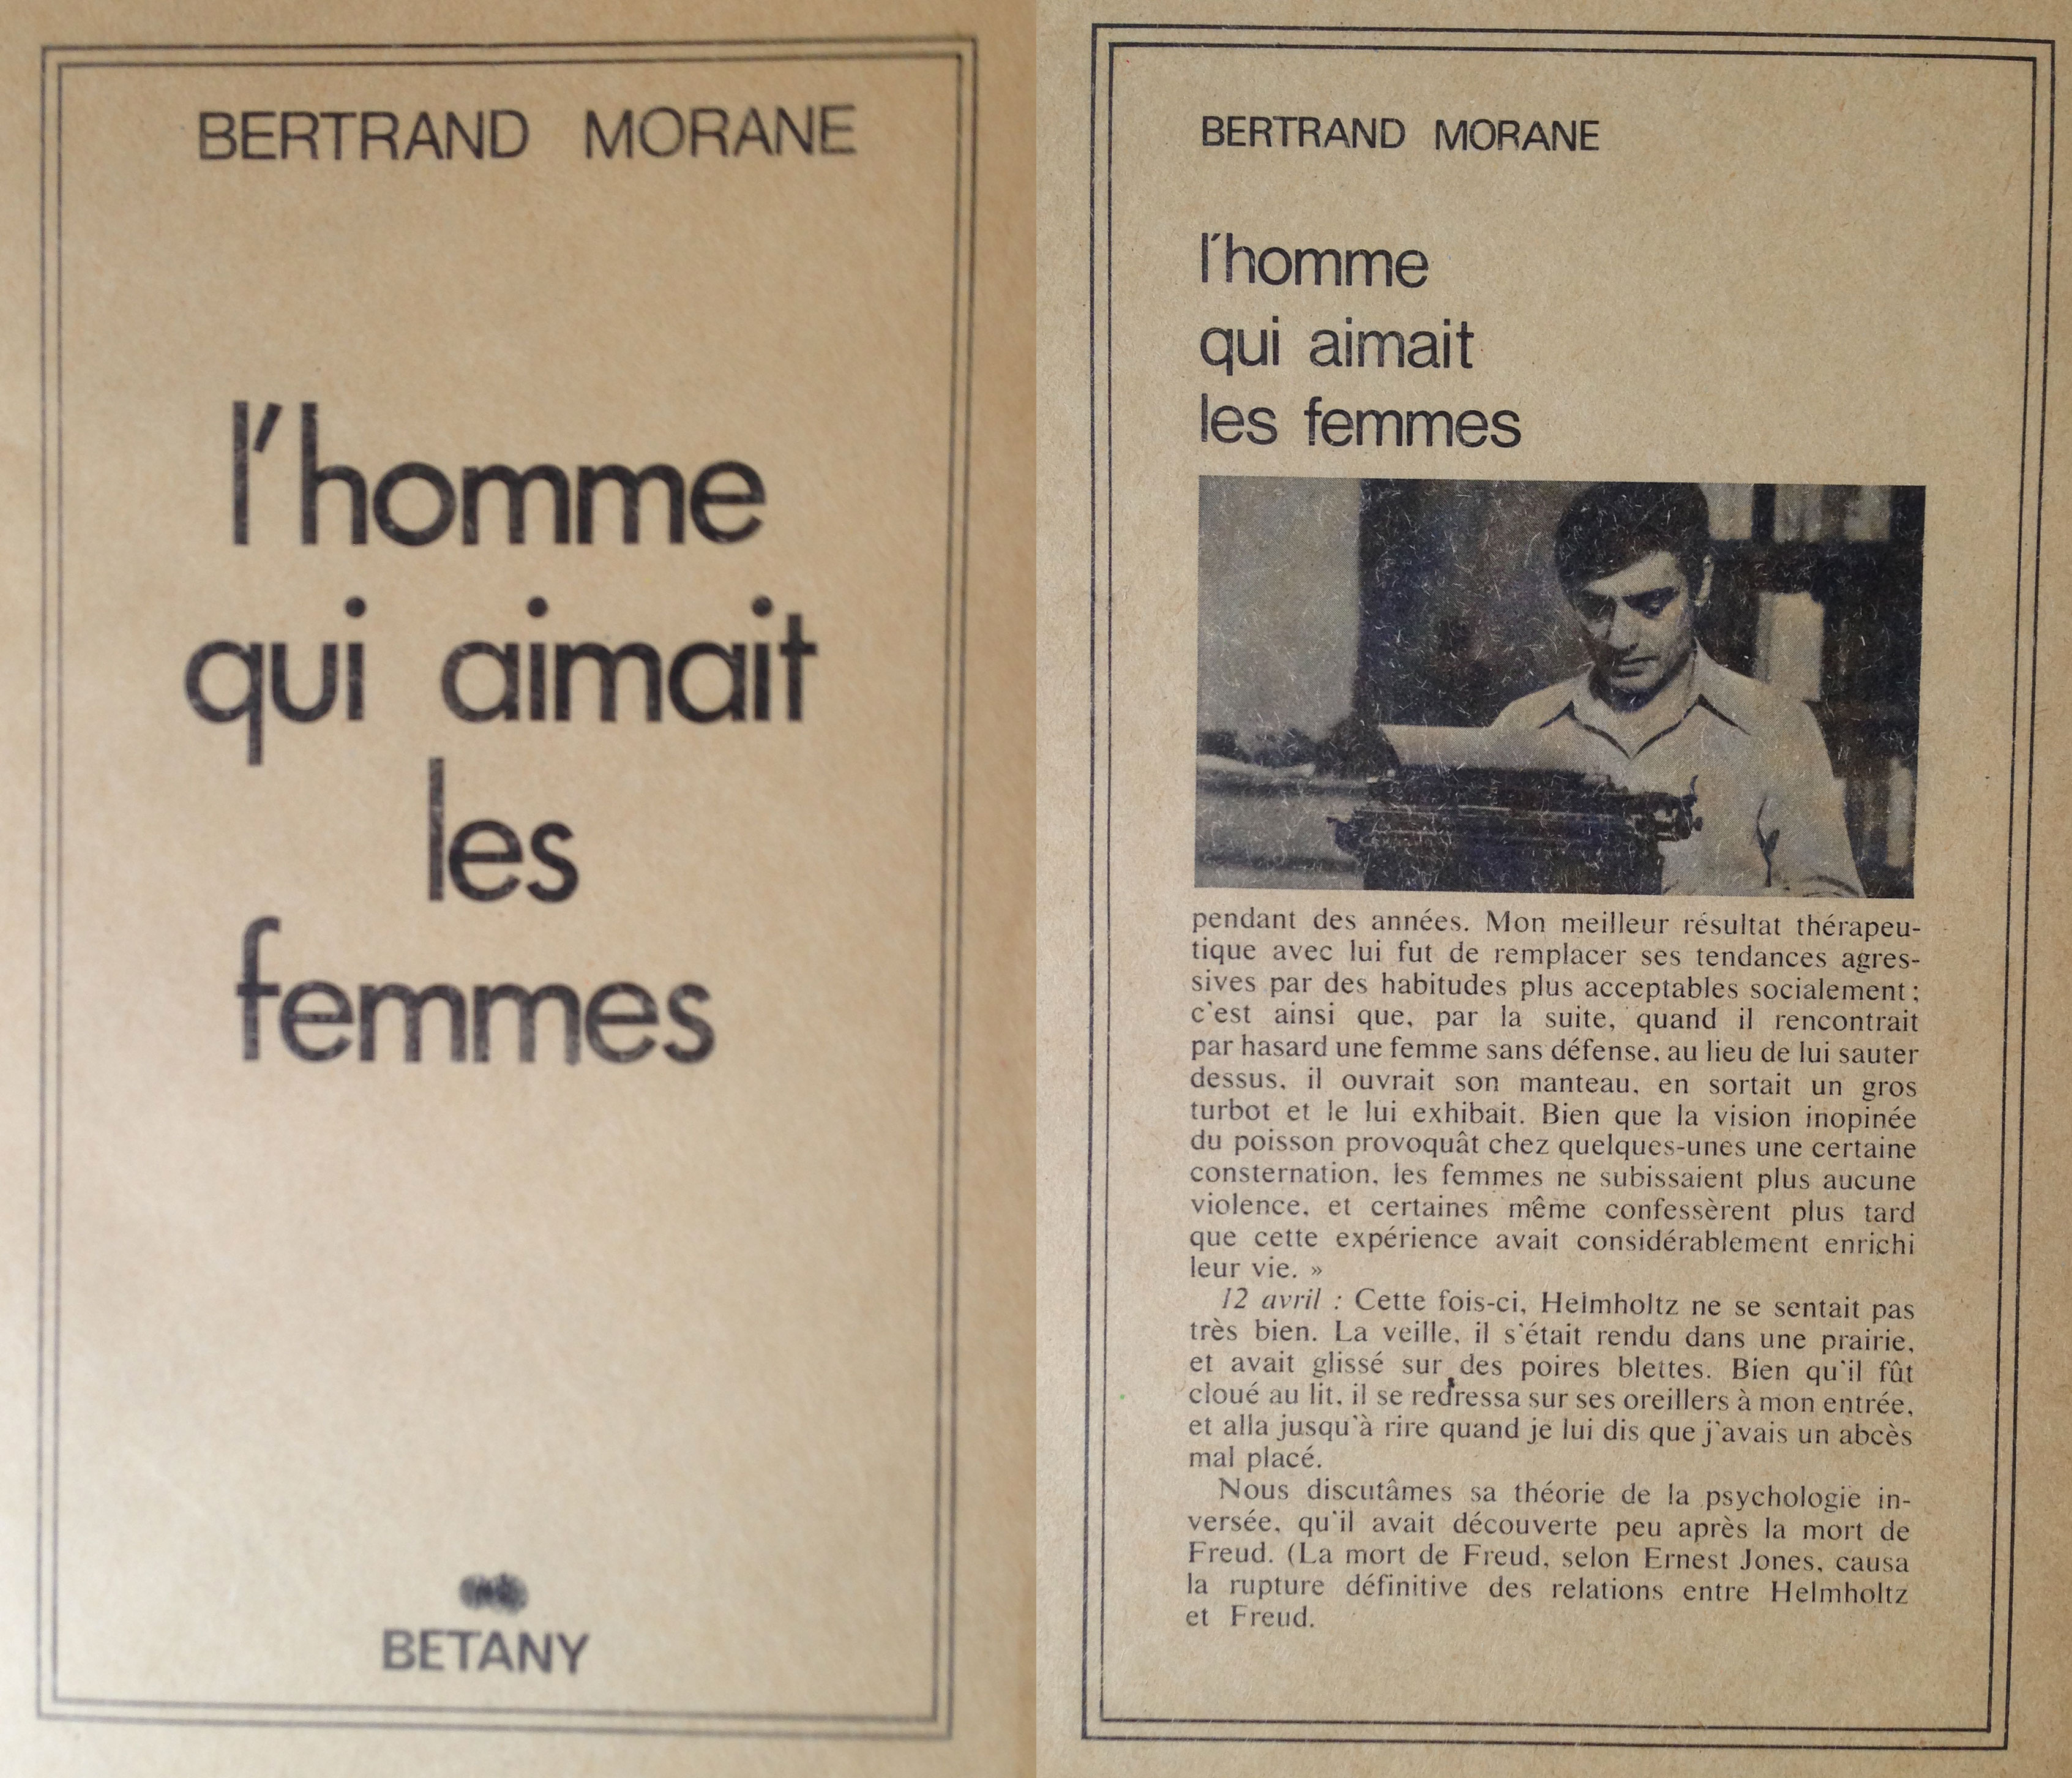 BERTRAND MORANE
l'homme
qui aimait
les
femmes
BETANY
BERTRAND MORANE
l'homme
qui aimait
les femmes
pendant des années. Mon meilleur résultat thérapeu-
tique avec lui fut de remplacer ses tendances agres-
sives par des habitudes plus acceptables socialement ;
c'est ainsi que, par la suite, quand il rencontrait
par hasard une femme sans défense, au lieu de lui sauter
dessus, il ouvrait son manteau, en sortait un gros
turbot et le lui exhibait. Bien que la vision inopinée
du poisson provoquât chez quelques-unes une certaine
consternation, les femmes ne subissaient plus aucune
violence, et certaines même confessèrent plus tard
que cette expérience avait considérablement enrichi
leur vie. »
12 avril : Cette fois-ci, Helmholtz ne se sentait pas
très bien. La veille, il s'était rendu dans une prairie,
et avait glissé sur des poires blettes. Bien qu'il fût
cloué au lit, il se redressa sur ses oreillers à mon entrée,
et alla jusqu'à rire quand je lui dis que j'avais un abcès
mal placé.
Nous discutâmes sa théorie de la psychologie in-
versée, qu'il avait découverte peu après la mort de
Freud. (La mort de Freud, selon Ernest Jones, causa
la rupture définitive des relations entre Helmholtz
et Freud.